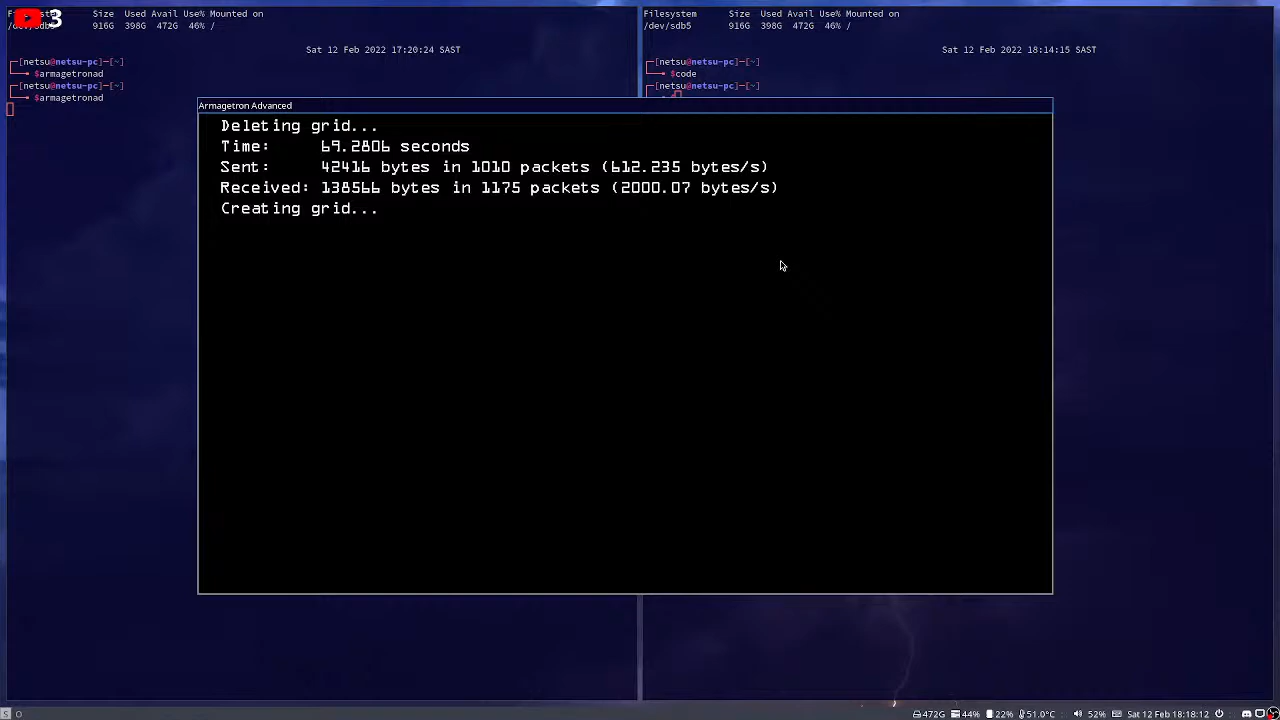 3
Filesystem Size Used Avail Use% Mounted on
/dev/sdb5 916G 398G 472G 46% /
Sat 12 Feb 2022 17:20:24 SAST
[netsu@netsu-pc]—[~]
$armagetronad
[netsu@netsu-pc]—[~]
$armagetronad
Filesystem Size Used Avail Use% Mounted on
/dev/sdb5 916G 398G 472G 46% /
Sat 12 Feb 2022 18:14:15 SAST
[netsu@netsu-pc]—[~]
$code
[netsu@netsu-pc]—[~]
Armagetron Advanced
Deleting grid...
Time: 69.2806 seconds
Sent: 42416 bytes in 1010 packets (612.235 bytes/s)
Received: 138566 bytes in 1175 packets (2000.07 bytes/s)
Creating grid...
S O 472G 44% 22% 51.0°C 52% Sat 12 Feb 18:18:12